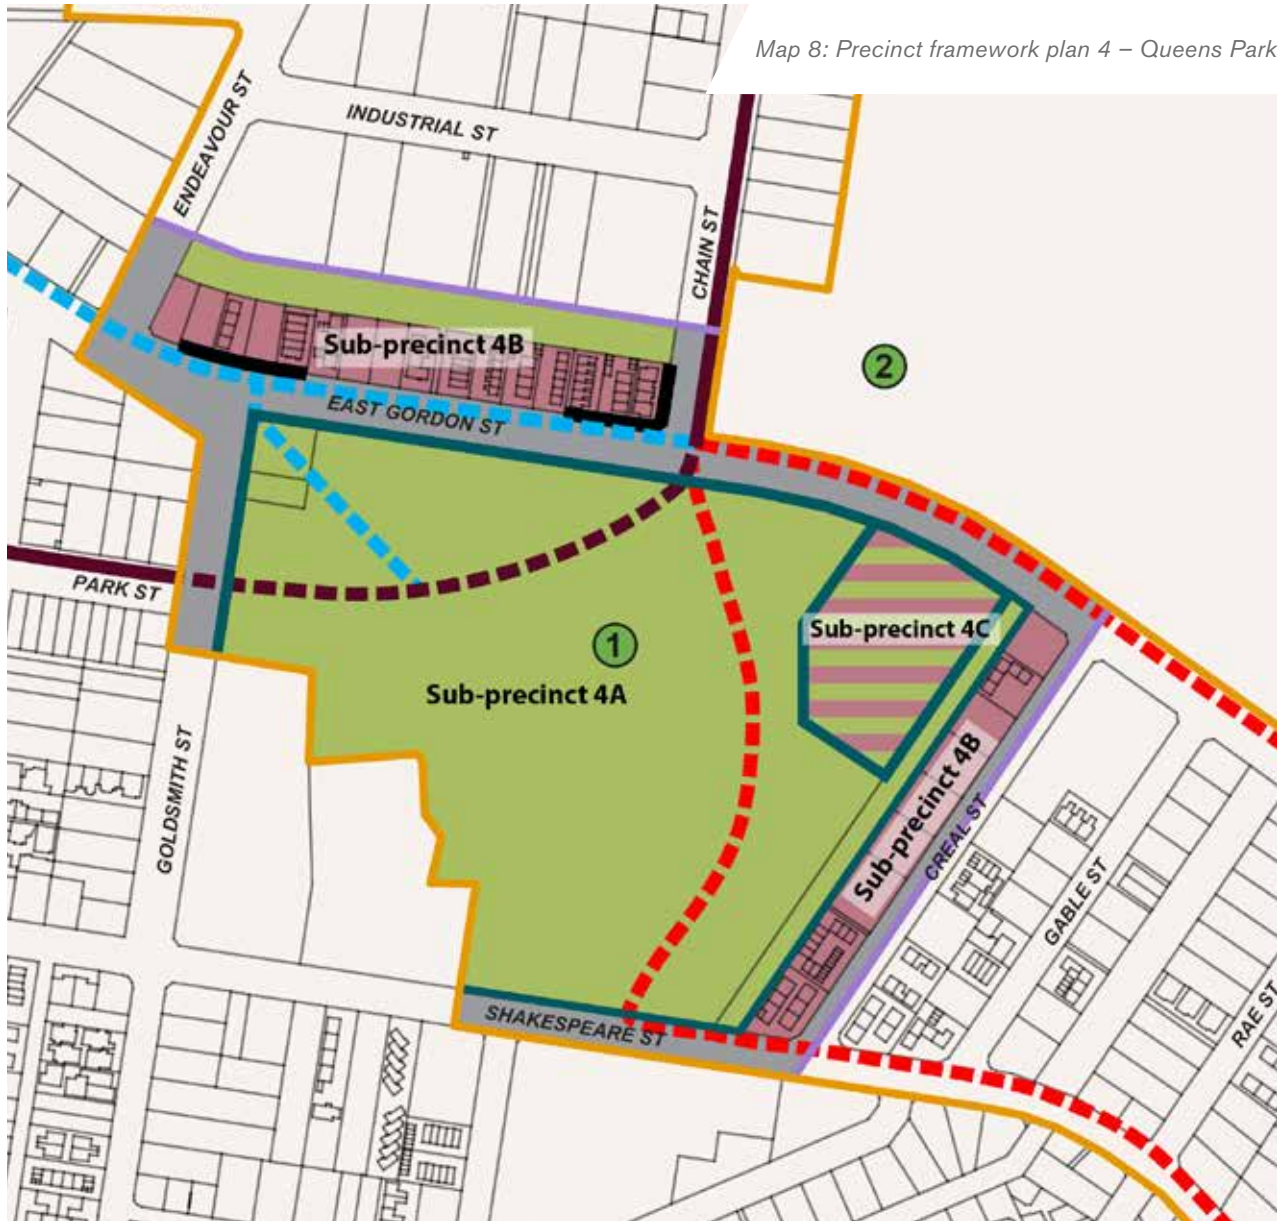 Map 8: Precinct framework plan 4 – Queens Park
ENDEAVOUR ST
INDUSTRIAL ST
CHAIN ST
Sub-precinct 4B
2
EAST GORDON ST
PARK ST
1
Sub-precinct 4C
Sub-precinct 4A
Sub-precinct 4B
GOLDSMITH ST
CREAL ST
GABLE ST
SHAKESPEARE ST
RAE ST